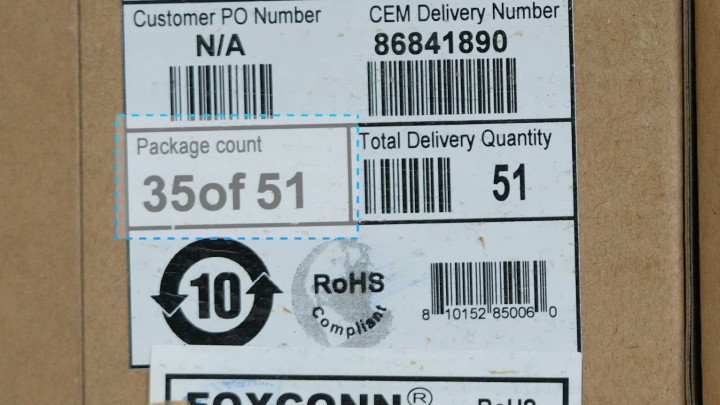 Customer PO Number
N/A
CEM Delivery Number
86841890
Package count
35of 51
Total Delivery Quantity
51
10
RoHS
Compliant
8 10152 85006 0
FOXCONN®
RoHS